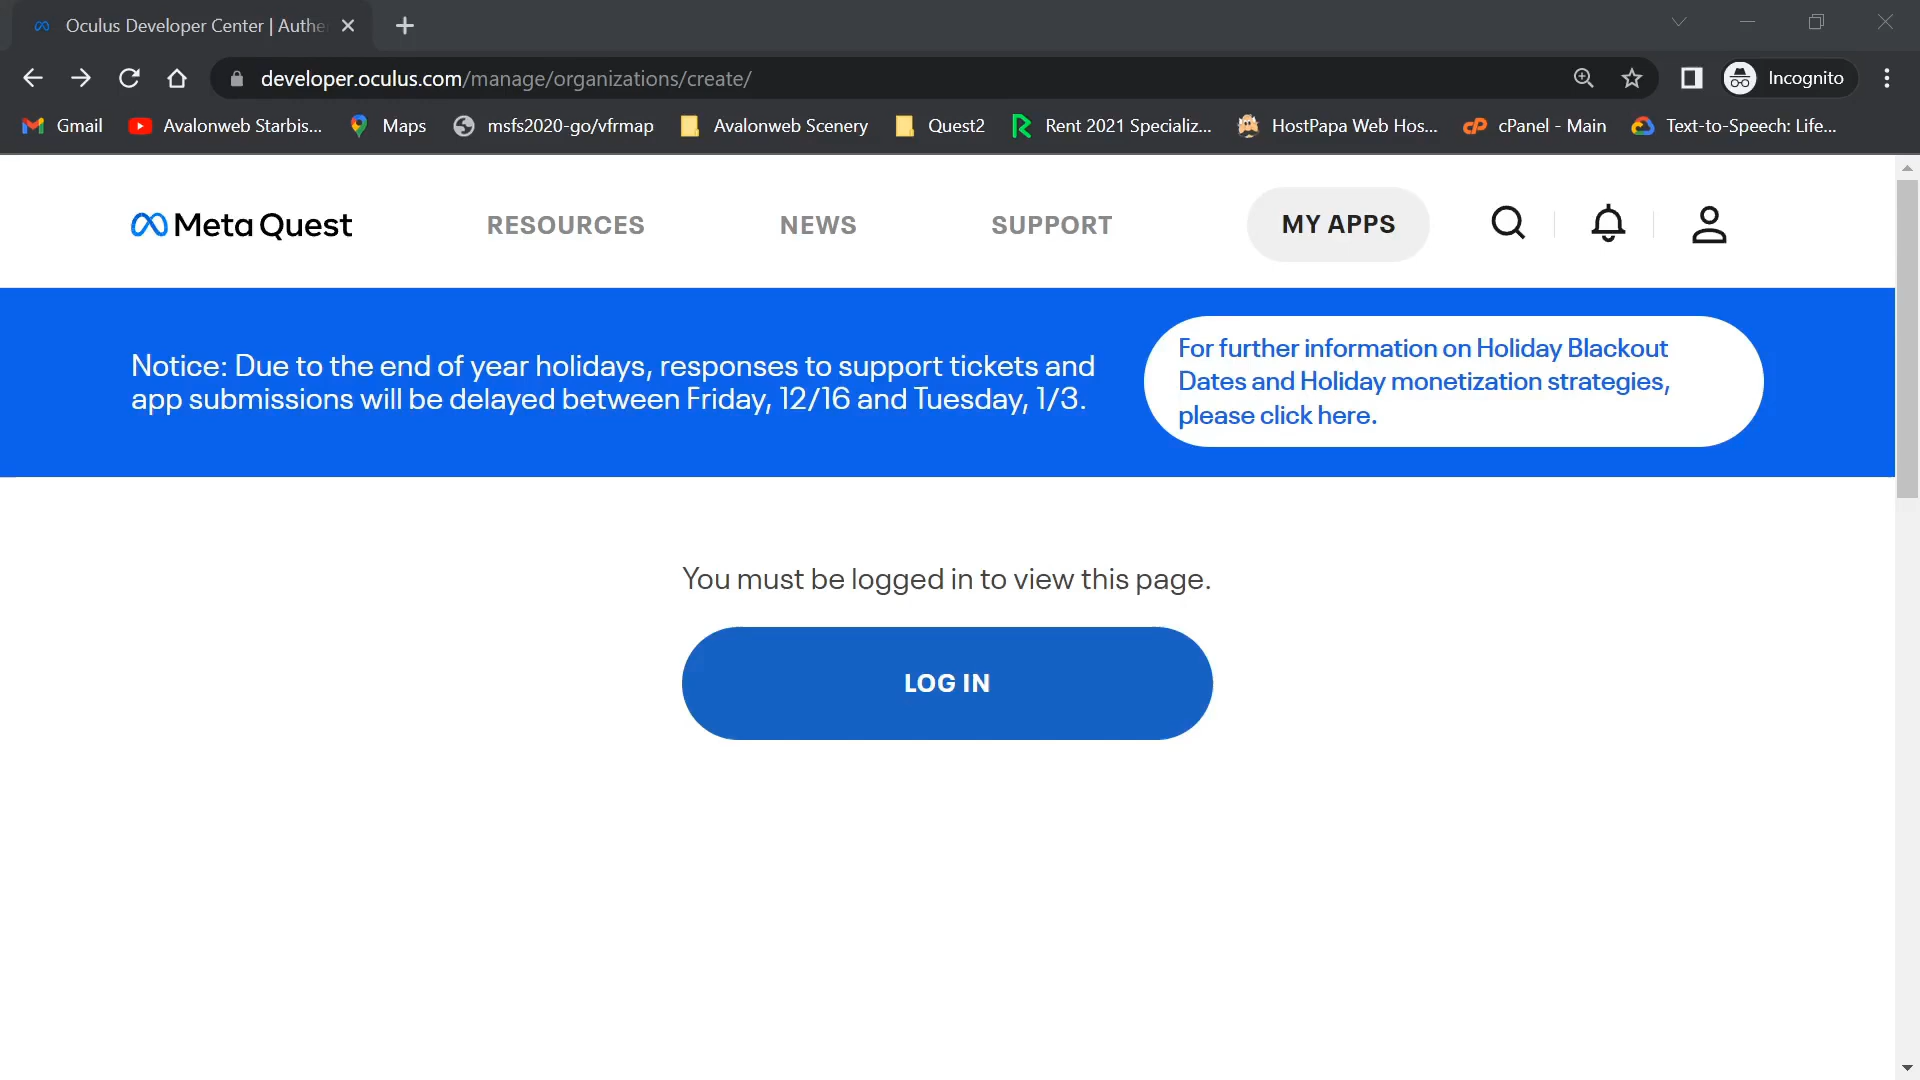 Oculus Developer Center | Authe
developer.oculus.com/manage/organizations/create/
Incognito
Gmail
Avalonweb Starbis...
Maps
msfs2020-go/vfrmap
Avalonweb Scenery
Quest2
Rent 2021 Specializ...
HostPapa Web Hos...
cPanel - Main
Text-to-Speech: Life...
Meta Quest
RESOURCES
NEWS
SUPPORT
MY APPS
Notice: Due to the end of year holidays, responses to support tickets and
app submissions will be delayed between Friday, 12/16 and Tuesday, 1/3.
For further information on Holiday Blackout
Dates and Holiday monetization strategies,
please click here.
You must be logged in to view this page.
LOG IN